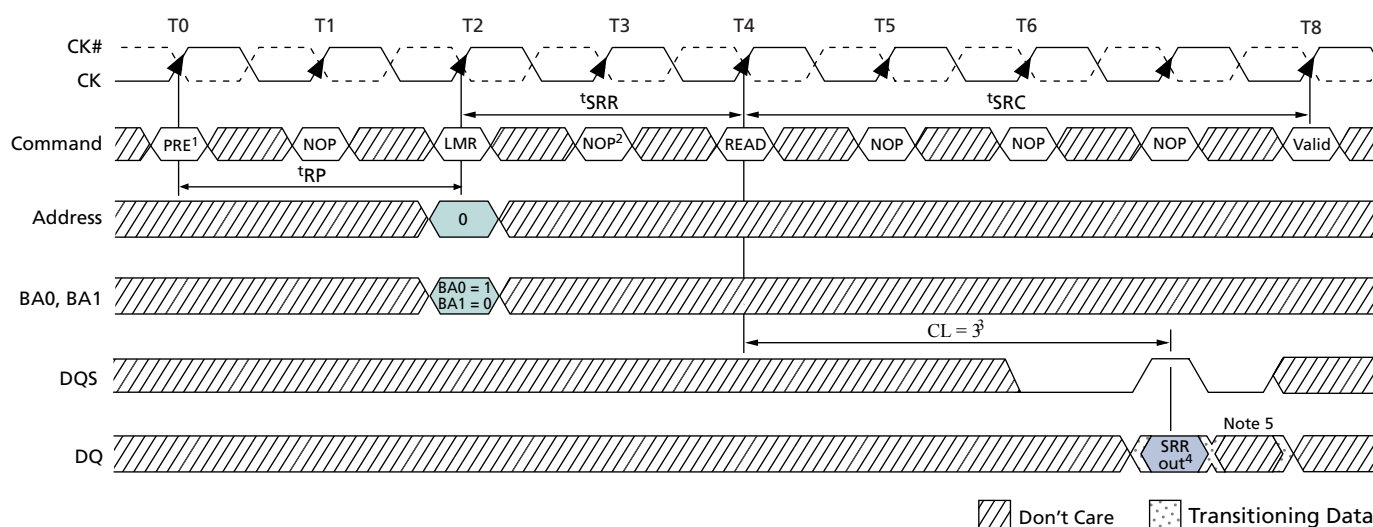 T0 T1 T2 T3 T4 T5 T6 T8
CK#
CK
tSRR tSRC
Command PRE1 NOP LMR NOP2 READ NOP NOP NOP Valid
tRP
Address 0
BA0, BA1 BA0 = 1
BA1 = 0
CL = 33
DQS
Note 5
DQ SRR
out4
Don't Care Transitioning Data